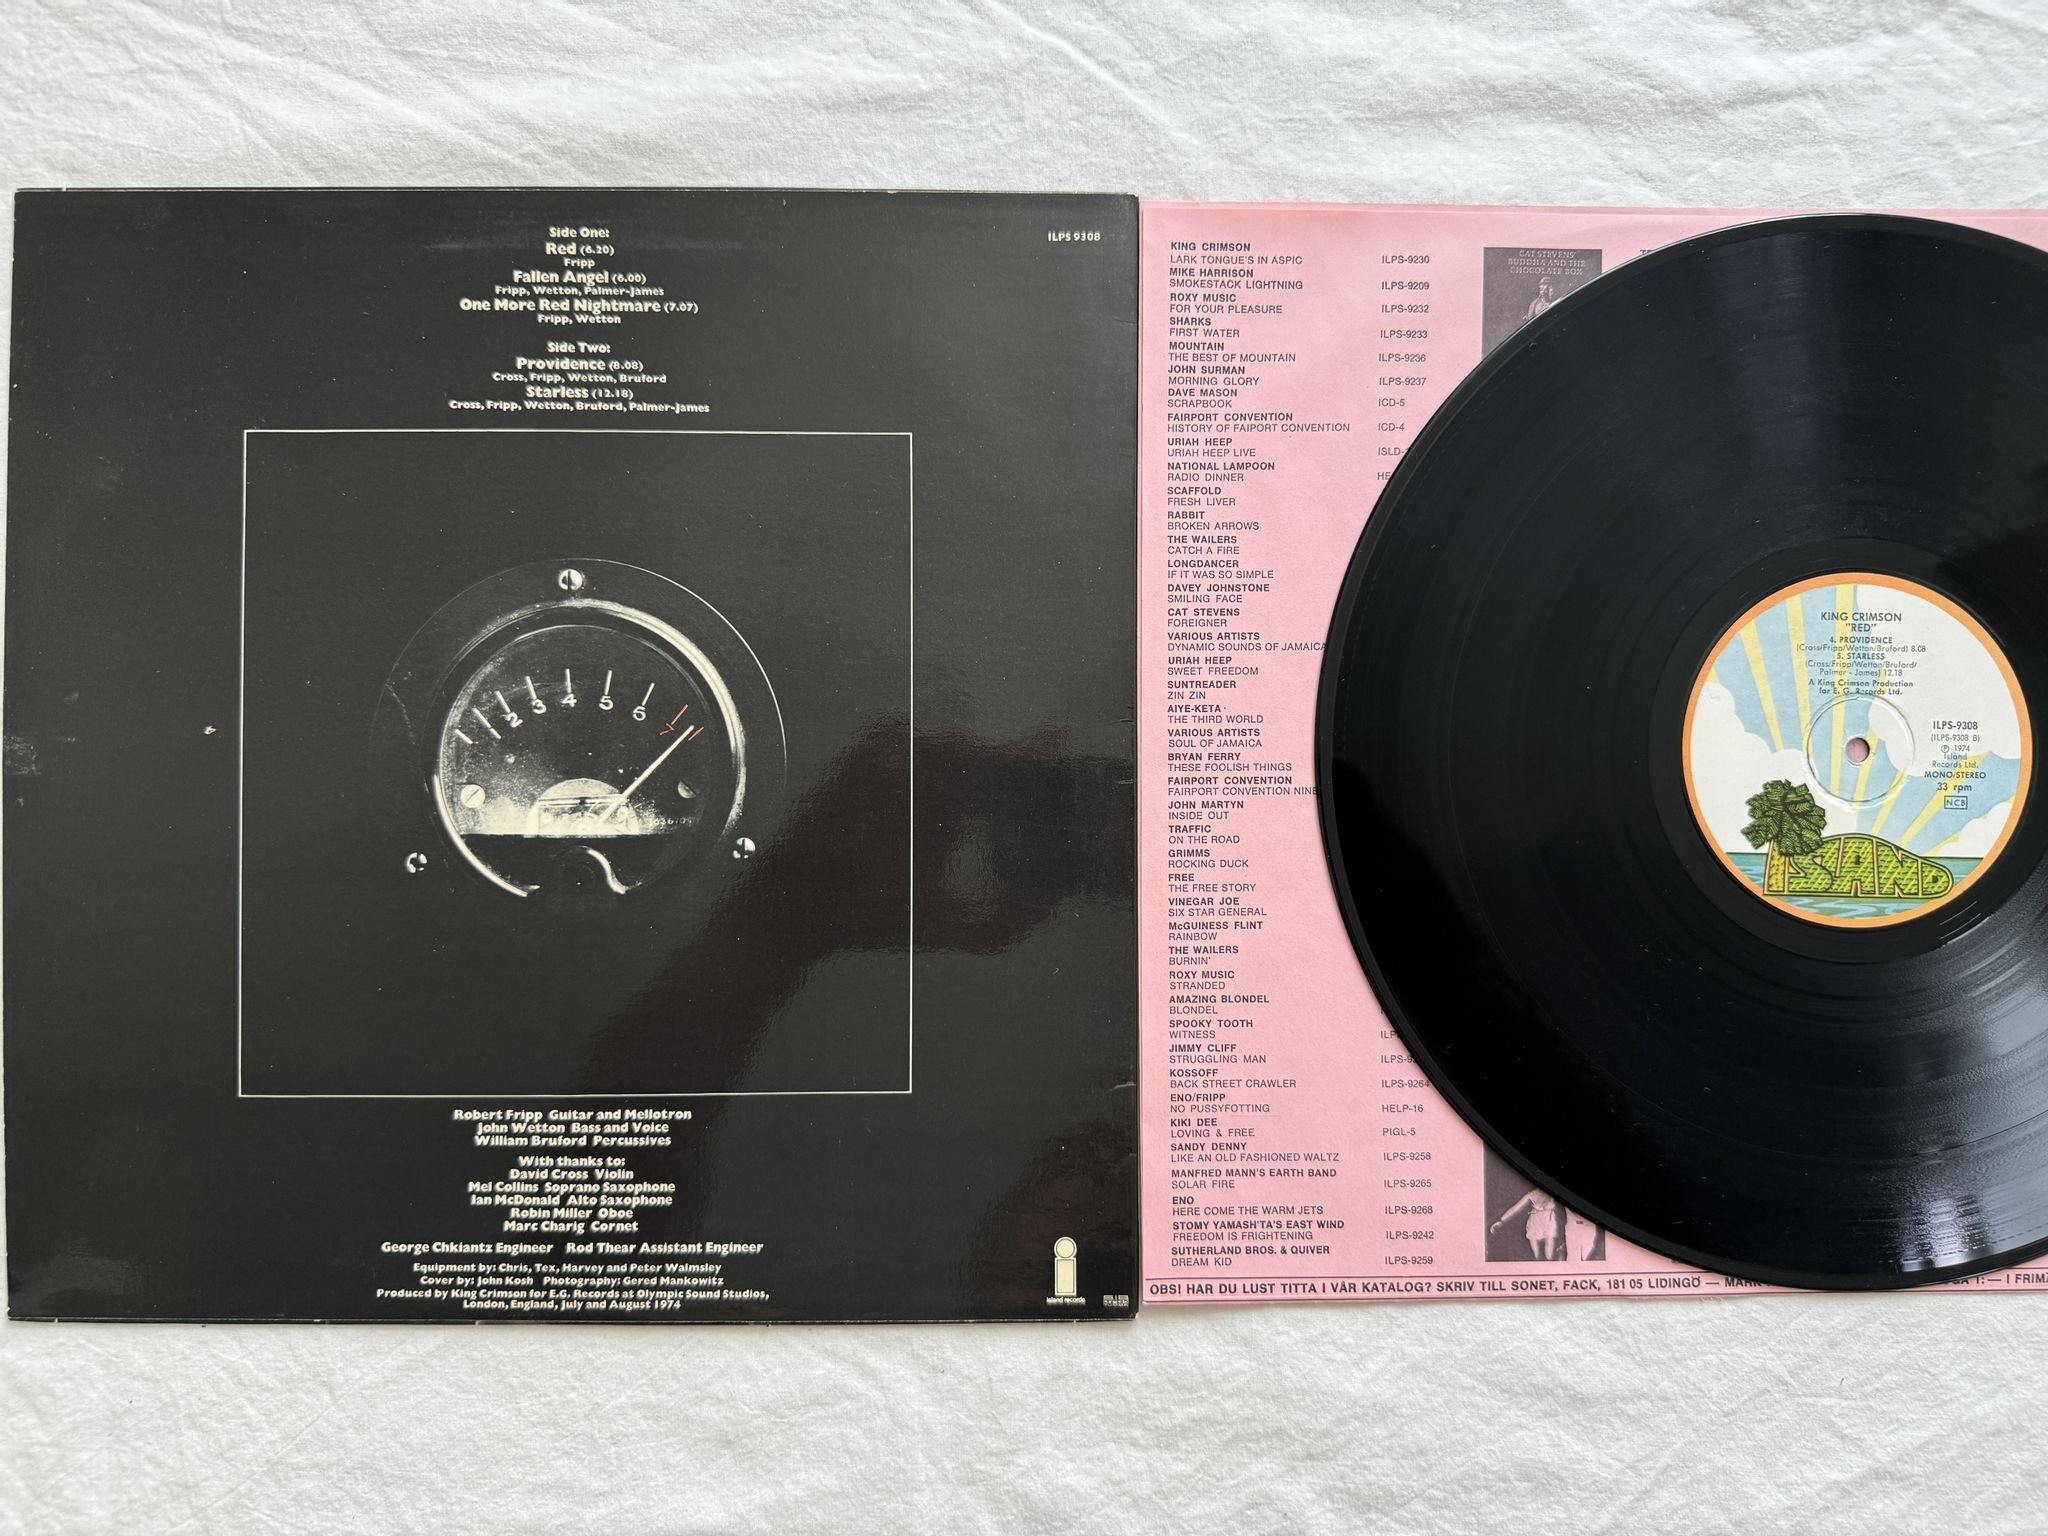 Side One:
Red (6.20)
Fripp
Fallen Angel (6.00)
Fripp, Wetton, Palmer-James
One More Red Nightmare (7.07)
Fripp, Wetton
Side Two:
Providence (8.08)
Cross, Fripp, Wetton, Bruford
Starless (12.18)
Cross, Fripp, Wetton, Bruford, Palmer-James
ILPS 9308
2 3 4 5 6
Robert Fripp Guitar and Mellotron
John Wetton Bass and Voice
William Bruford Percussives
With thanks to:
David Cross Violin
Mel Collins Soprano Saxophone
Ian McDonald Alto Saxophone
Robin Miller Oboe
Marc Charig Cornet
George Chkiantz Engineer Rod Thear Assistant Engineer
Equipment by: Chris, Tex, Harvey and Peter Walmsley
Cover by: John Kosh Photography: Gered Mankowitz
Produced by King Crimson for E.G. Records at Olympic Sound Studios,
London, England, July and August 1974
island records
KING CRIMSON
LARK TONGUE'S IN ASPIC ILPS-9230
MIKE HARRISON
SMOKESTACK LIGHTNING ILPS-9209
ROXY MUSIC
FOR YOUR PLEASURE ILPS-9232
SHARKS
FIRST WATER ILPS-9233
MOUNTAIN
THE BEST OF MOUNTAIN ILPS-9236
JOHN SURMAN
MORNING GLORY ILPS-9237
DAVE MASON
SCRAPBOOK ICD-5
FAIRPORT CONVENTION
HISTORY OF FAIPORT CONVENTION ICD-4
URIAH HEEP
URIAH HEEP LIVE ISLD-
NATIONAL LAMPOON
RADIO DINNER HE
SCAFFOLD
FRESH LIVER
RABBIT
BROKEN ARROWS
THE WAILERS
CATCH A FIRE
LONGDANCER
IF IT WAS SO SIMPLE
DAVEY JOHNSTONE
SMILING FACE
CAT STEVENS
FOREIGNER
VARIOUS ARTISTS
DYNAMIC SOUNDS OF JAMAICA
URIAH HEEP
SWEET FREEDOM
SUNTREADER
ZIN ZIN
AIYE-KETA
THE THIRD WORLD
VARIOUS ARTISTS
SOUL OF JAMAICA
BRYAN FERRY
THESE FOOLISH THINGS
FAIRPORT CONVENTION
FAIRPORT CONVENTION NINE
JOHN MARTYN
INSIDE OUT
TRAFFIC
ON THE ROAD
GRIMMS
ROCKING DUCK
FREE
THE FREE STORY
VINEGAR JOE
SIX STAR GENERAL
McGUINESS FLINT
RAINBOW
THE WAILERS
BURNIN'
ROXY MUSIC
STRANDED
AMAZING BLONDEL
BLONDEL
SPOOKY TOOTH
WITNESS ILP
JIMMY CLIFF
STRUGGLING MAN ILPS-9
KOSSOFF
BACK STREET CRAWLER ILPS-9264
ENO/FRIPP
NO PUSSYFOTTING HELP-16
KIKI DEE
LOVING & FREE PIGL-5
SANDY DENNY
LIKE AN OLD FASHIONED WALTZ ILPS-9258
MANFRED MANN'S EARTH BAND
SOLAR FIRE ILPS-9265
ENO
HERE COME THE WARM JETS ILPS-9268
STOMY YAMASH'TA'S EAST WIND
FREEDOM IS FRIGHTENING ILPS-9242
SUTHERLAND BROS. & QUIVER
DREAM KID ILPS-9259
OBS! HAR DU LUST TITTA I VÅR KATALOG? SKRIV TILL SONET, FACK, 181 05 LIDINGÖ — MÄRK
1:— I FRIM
CAT STEVENS'
BUDDHA AND THE
CHOCOLATE BOX
KING CRIMSON
"RED"
4. PROVIDENCE
(Cross/Fripp/Wetton/Bruford) 8.08
5. STARLESS
(Cross/Fripp/Wetton/Bruford/
Palmer - James) 12.18
A King Crimson Production
for E. G. Records Ltd.
ILPS-9308
(ILPS-9308 B)
℗ 1974
Island
Records Ltd.
MONO/STEREO
33 rpm
NCB
ISLAND